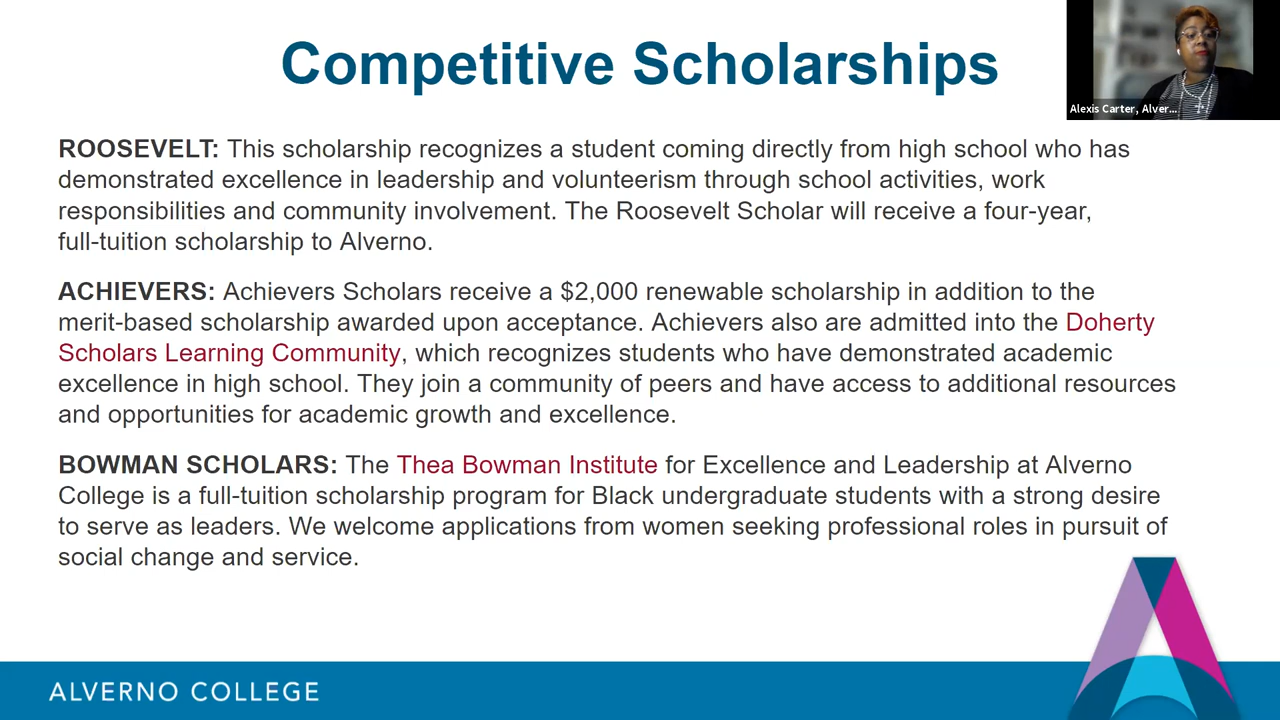 Competitive Scholarships
Alexis Carter, Alver...
ROOSEVELT: This scholarship recognizes a student coming directly from high school who has
demonstrated excellence in leadership and volunteerism through school activities, work
responsibilities and community involvement. The Roosevelt Scholar will receive a four-year,
full-tuition scholarship to Alverno.
ACHIEVERS: Achievers Scholars receive a $2,000 renewable scholarship in addition to the
merit-based scholarship awarded upon acceptance. Achievers also are admitted into the Doherty
Scholars Learning Community, which recognizes students who have demonstrated academic
excellence in high school. They join a community of peers and have access to additional resources
and opportunities for academic growth and excellence.
BOWMAN SCHOLARS: The Thea Bowman Institute for Excellence and Leadership at Alverno
College is a full-tuition scholarship program for Black undergraduate students with a strong desire
to serve as leaders. We welcome applications from women seeking professional roles in pursuit of
social change and service.
ALVERNO COLLEGE